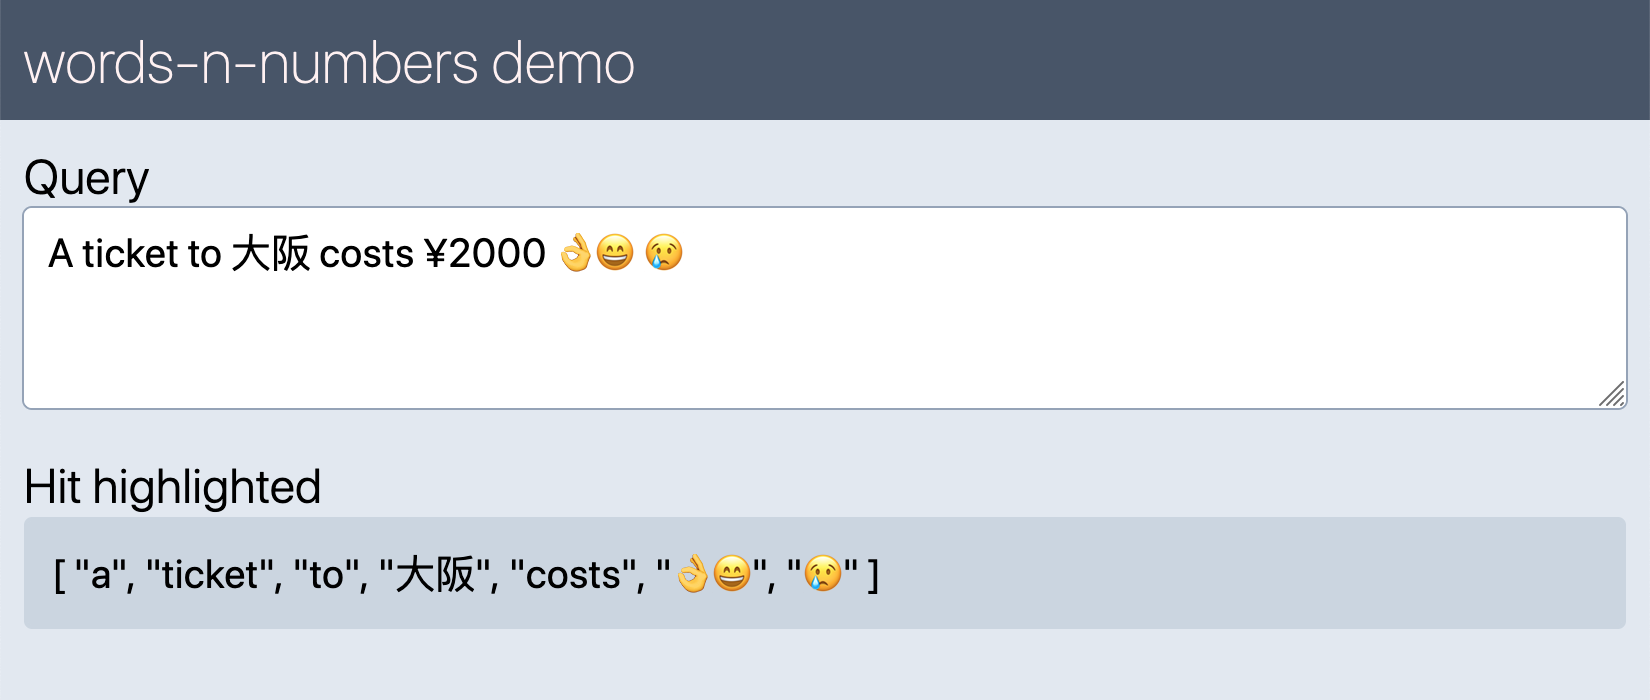 words-n-numbers demo
Query
A ticket to 大阪 costs ¥2000 👌😄 😢
Hit highlighted
[ "a", "ticket", "to", "大阪", "costs", "👌😄", "😢" ]